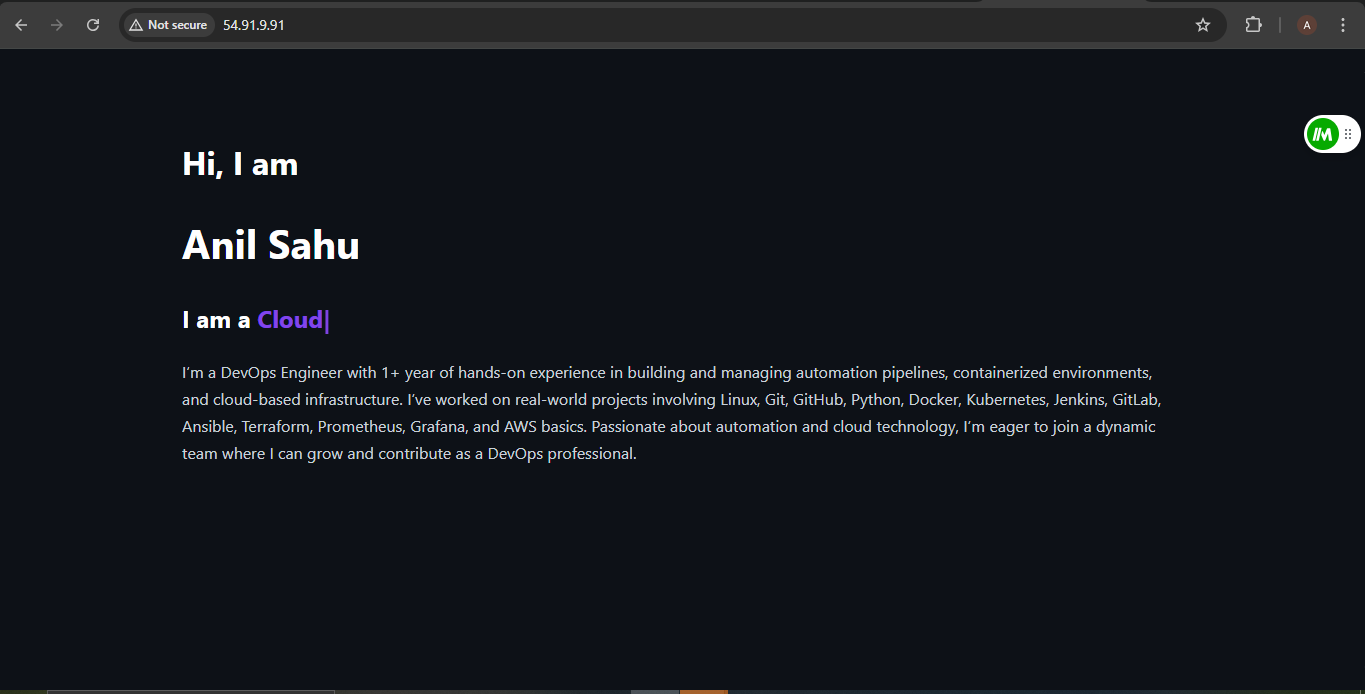 Not secure
54.91.9.91
A
M
Hi, I am
Anil Sahu
I am a Cloud|
I’m a DevOps Engineer with 1+ year of hands-on experience in building and managing automation pipelines, containerized environments,
and cloud-based infrastructure. I’ve worked on real-world projects involving Linux, Git, GitHub, Python, Docker, Kubernetes, Jenkins, GitLab,
Ansible, Terraform, Prometheus, Grafana, and AWS basics. Passionate about automation and cloud technology, I’m eager to join a dynamic
team where I can grow and contribute as a DevOps professional.